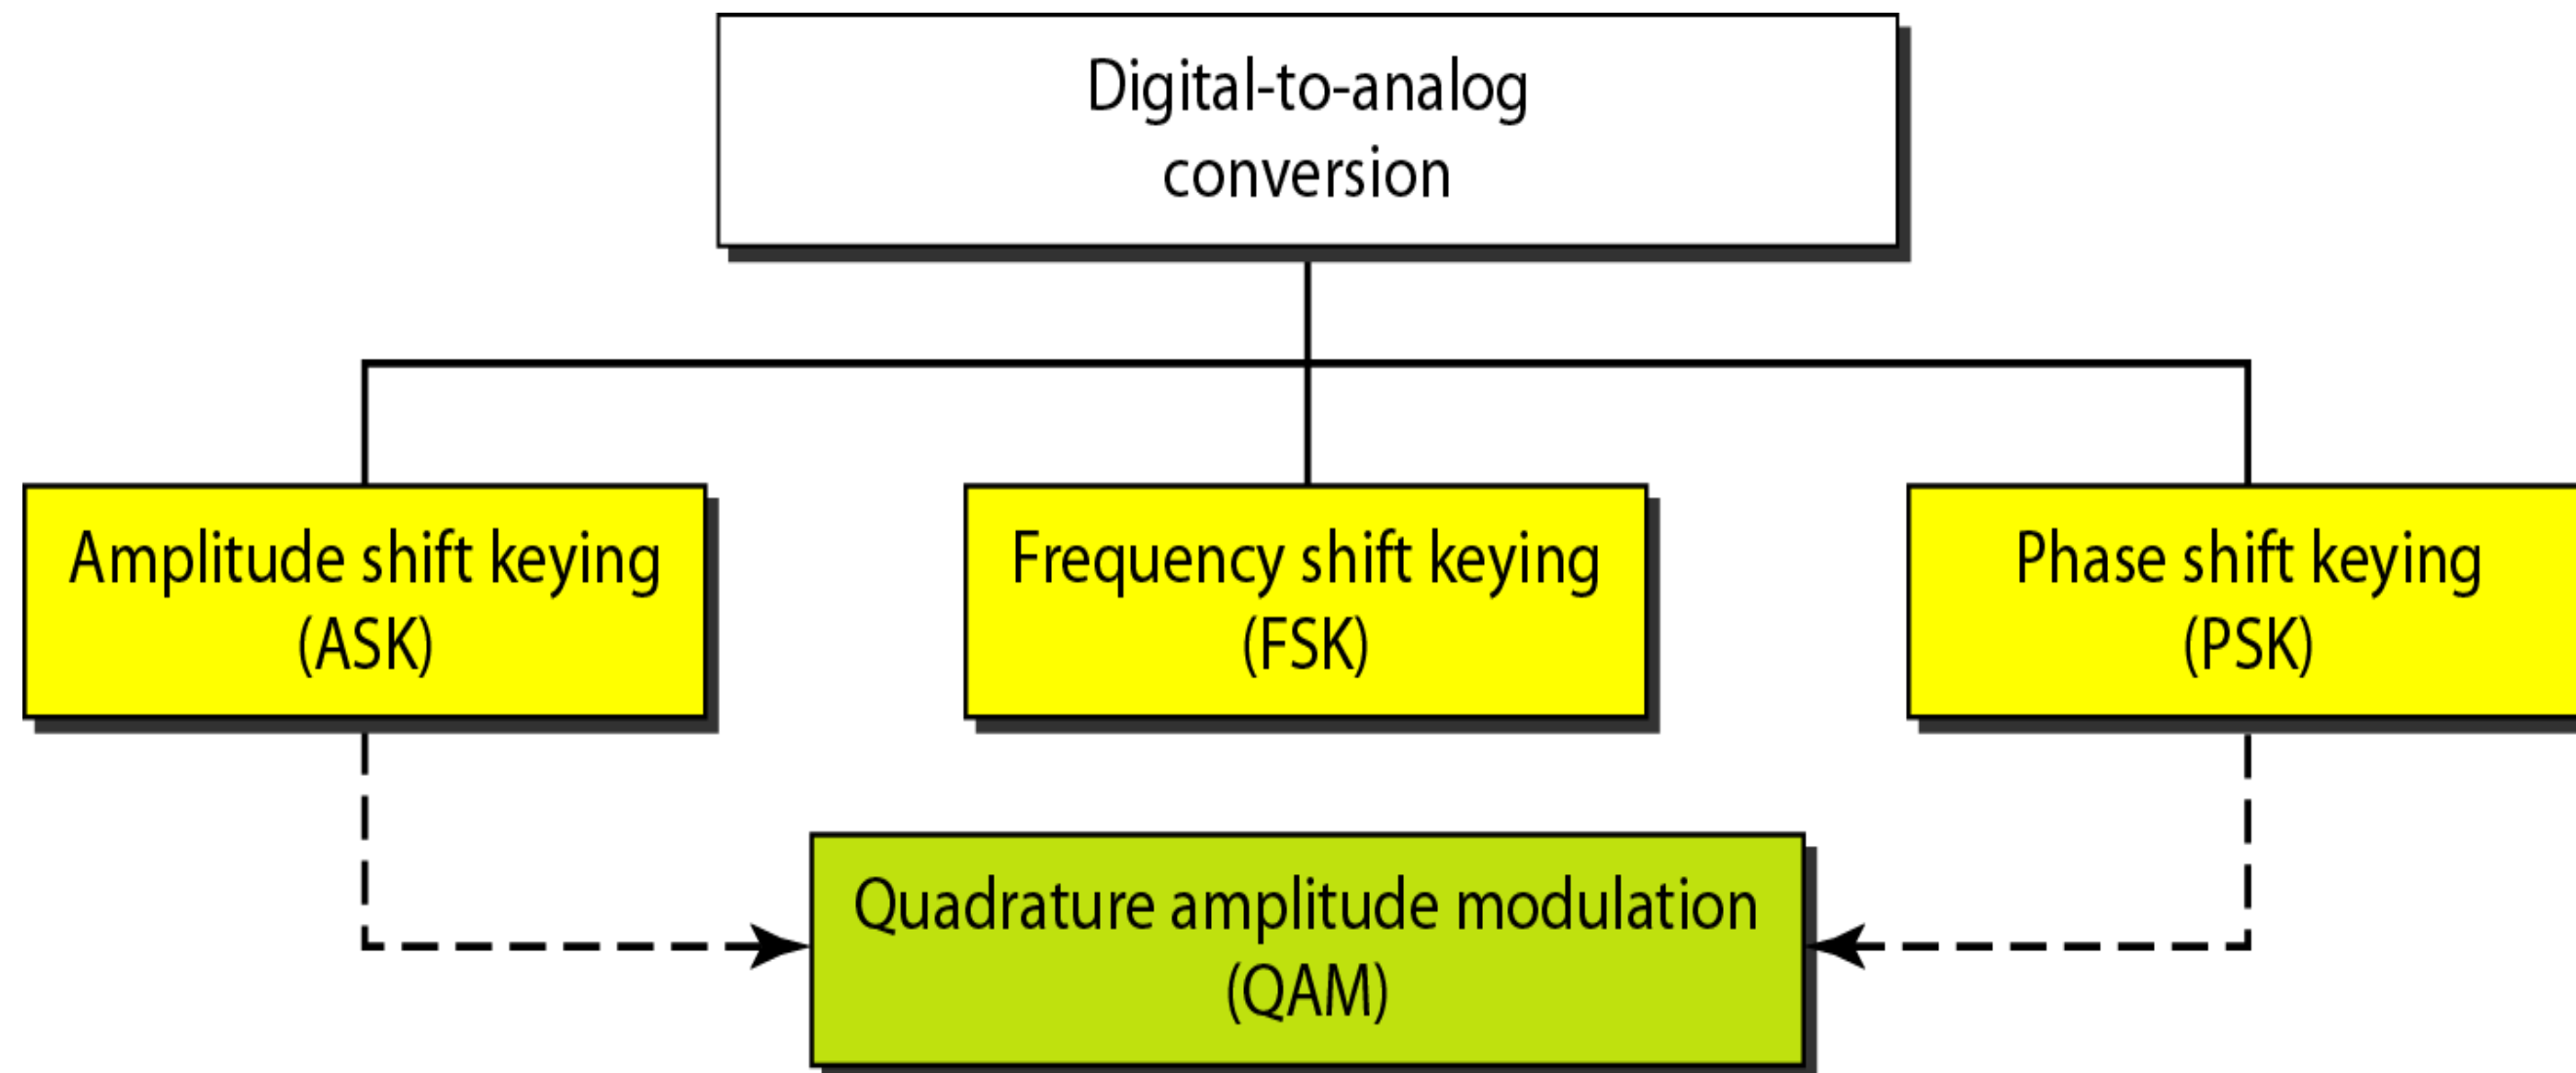 Digital-to-analog
conversion
Amplitude shift keying
(ASK)
Frequency shift keying
(FSK)
Phase shift keying
(PSK)
Quadrature amplitude modulation
(QAM)